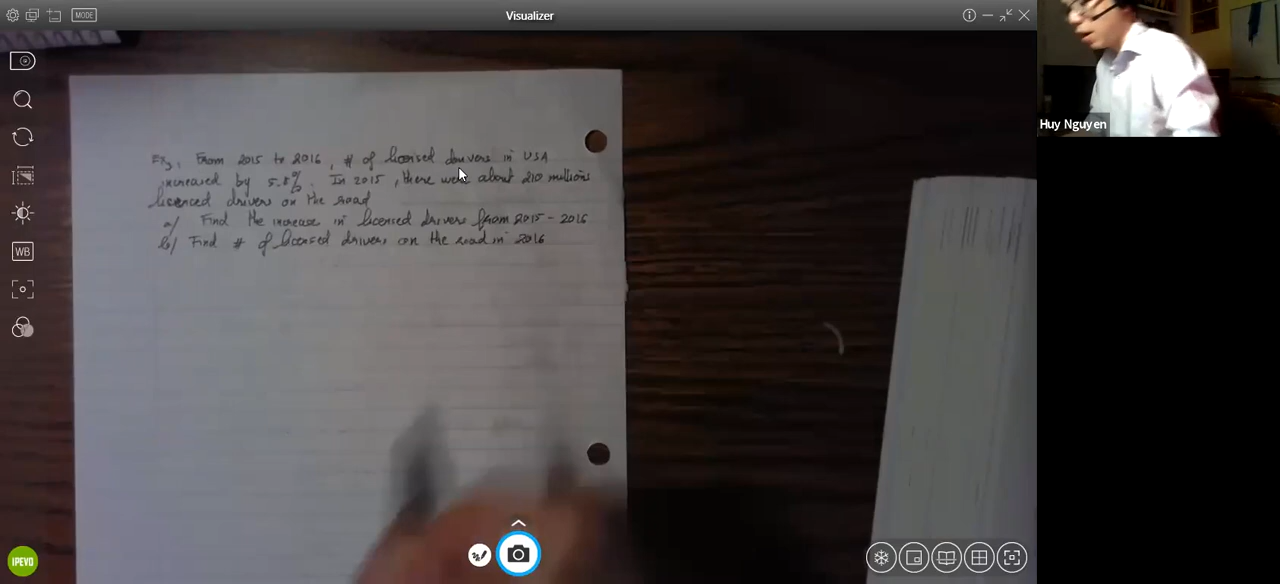 MODE
Visualizer
Huy Nguyen
Ex: From 2015 to 2016, # of licensed drivers in USA
increased by 5.8%. In 2015, there were about 210 millions
licenced drivers on the road
a/ Find the increase in licensed drivers from 2015 - 2016
b/ Find # of licensed drivers on the road in 2016
WB
IPEVO